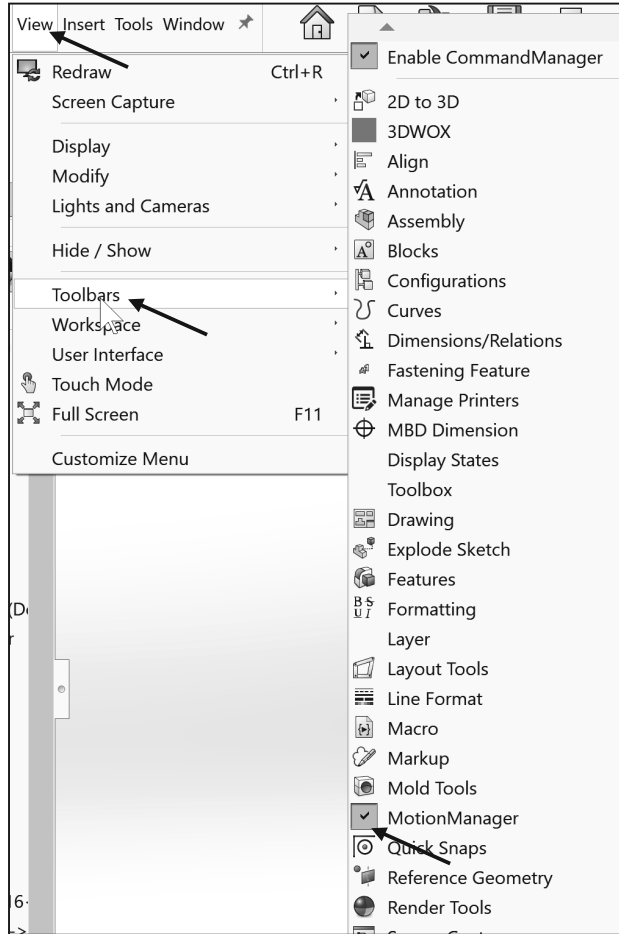 View Insert Tools Window
Redraw Ctrl+R
Screen Capture
Display
Modify
Lights and Cameras
Hide / Show
Toolbars
Workspace
User Interface
Touch Mode
Full Screen F11
Customize Menu
Enable CommandManager
2D to 3D
3DWOX
Align
Annotation
Assembly
Blocks
Configurations
Curves
Dimensions/Relations
Fastening Feature
Manage Printers
MBD Dimension
Display States
Toolbox
Drawing
Explode Sketch
Features
Formatting
Layer
Layout Tools
Line Format
Macro
Markup
Mold Tools
MotionManager
Quick Snaps
Reference Geometry
Render Tools